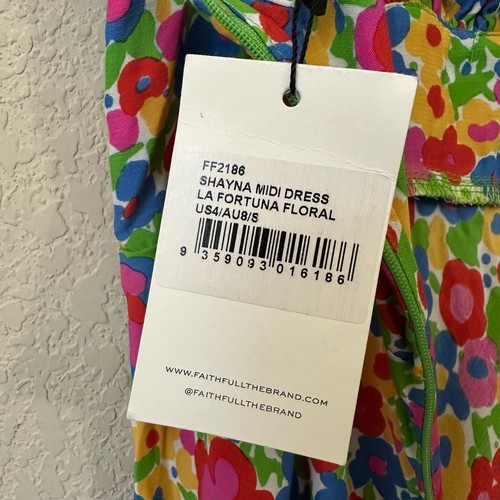 FF2186
SHAYNA MIDI DRESS
LA FORTUNA FLORAL
US4/AU8/S
9 359093 016186
WWW.FAITHFULLTHEBRAND.COM
@FAITHFULLTHEBRAND